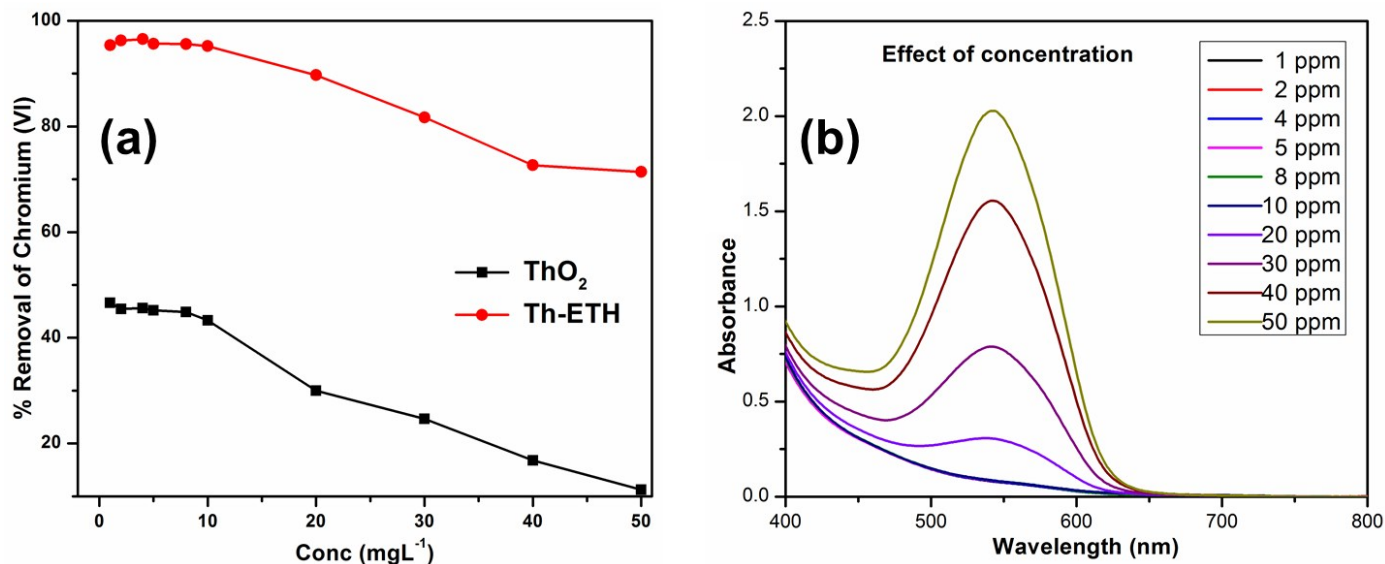 100
80
60
40
20
% Removal of Chromium (VI)
(a)
ThO₂
Th-ETH
0 10 20 30 40 50
Conc (mgL⁻¹)
2.5
2.0
1.5
1.0
0.5
0.0
Absorbance
Effect of concentration
(b)
1 ppm
2 ppm
4 ppm
5 ppm
8 ppm
10 ppm
20 ppm
30 ppm
40 ppm
50 ppm
400 500 600 700 800
Wavelength (nm)